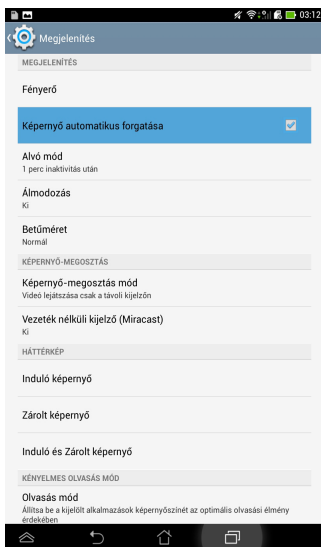 03:12
Megjelenítés
MEGJELENÍTÉS
Fényerő
Képernyő automatikus forgatása
Alvó mód
1 perc inaktivitás után
Álmodozás
Ki
Betűméret
Normál
KÉPERNYŐ-MEGOSZTÁS
Képernyő-megosztás mód
Videó lejátszása csak a távoli kijelzőn
Vezeték nélküli kijelző (Miracast)
Ki
HÁTTÉRKÉP
Induló képernyő
Zárolt képernyő
Induló és Zárolt képernyő
KÉNYELMES OLVASÁS MÓD
Olvasás mód
Állítsa be a kijelölt alkalmazások képernyőszínét az optimális olvasási élmény
érdekében